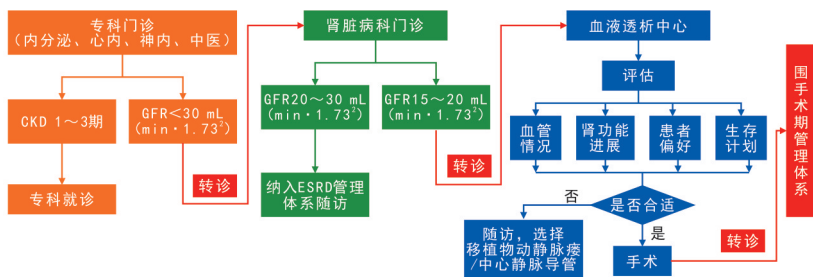 专科门诊
(内分泌、心内、神内、中医)
CKD 1～3期
GFR＜30 mL
(min·1.73²)
专科就诊
转诊
肾脏病科门诊
GFR20～30 mL
(min·1.73²)
GFR15～20 mL
(min·1.73²)
纳入ESRD管理
体系随访
转诊
血液透析中心
评估
血管
情况
肾功能
进展
患者
偏好
生存
计划
是否合适
否
是
随访，选择
移植物动静脉瘘
/中心静脉导管
手术
转诊
围手术期管理体系